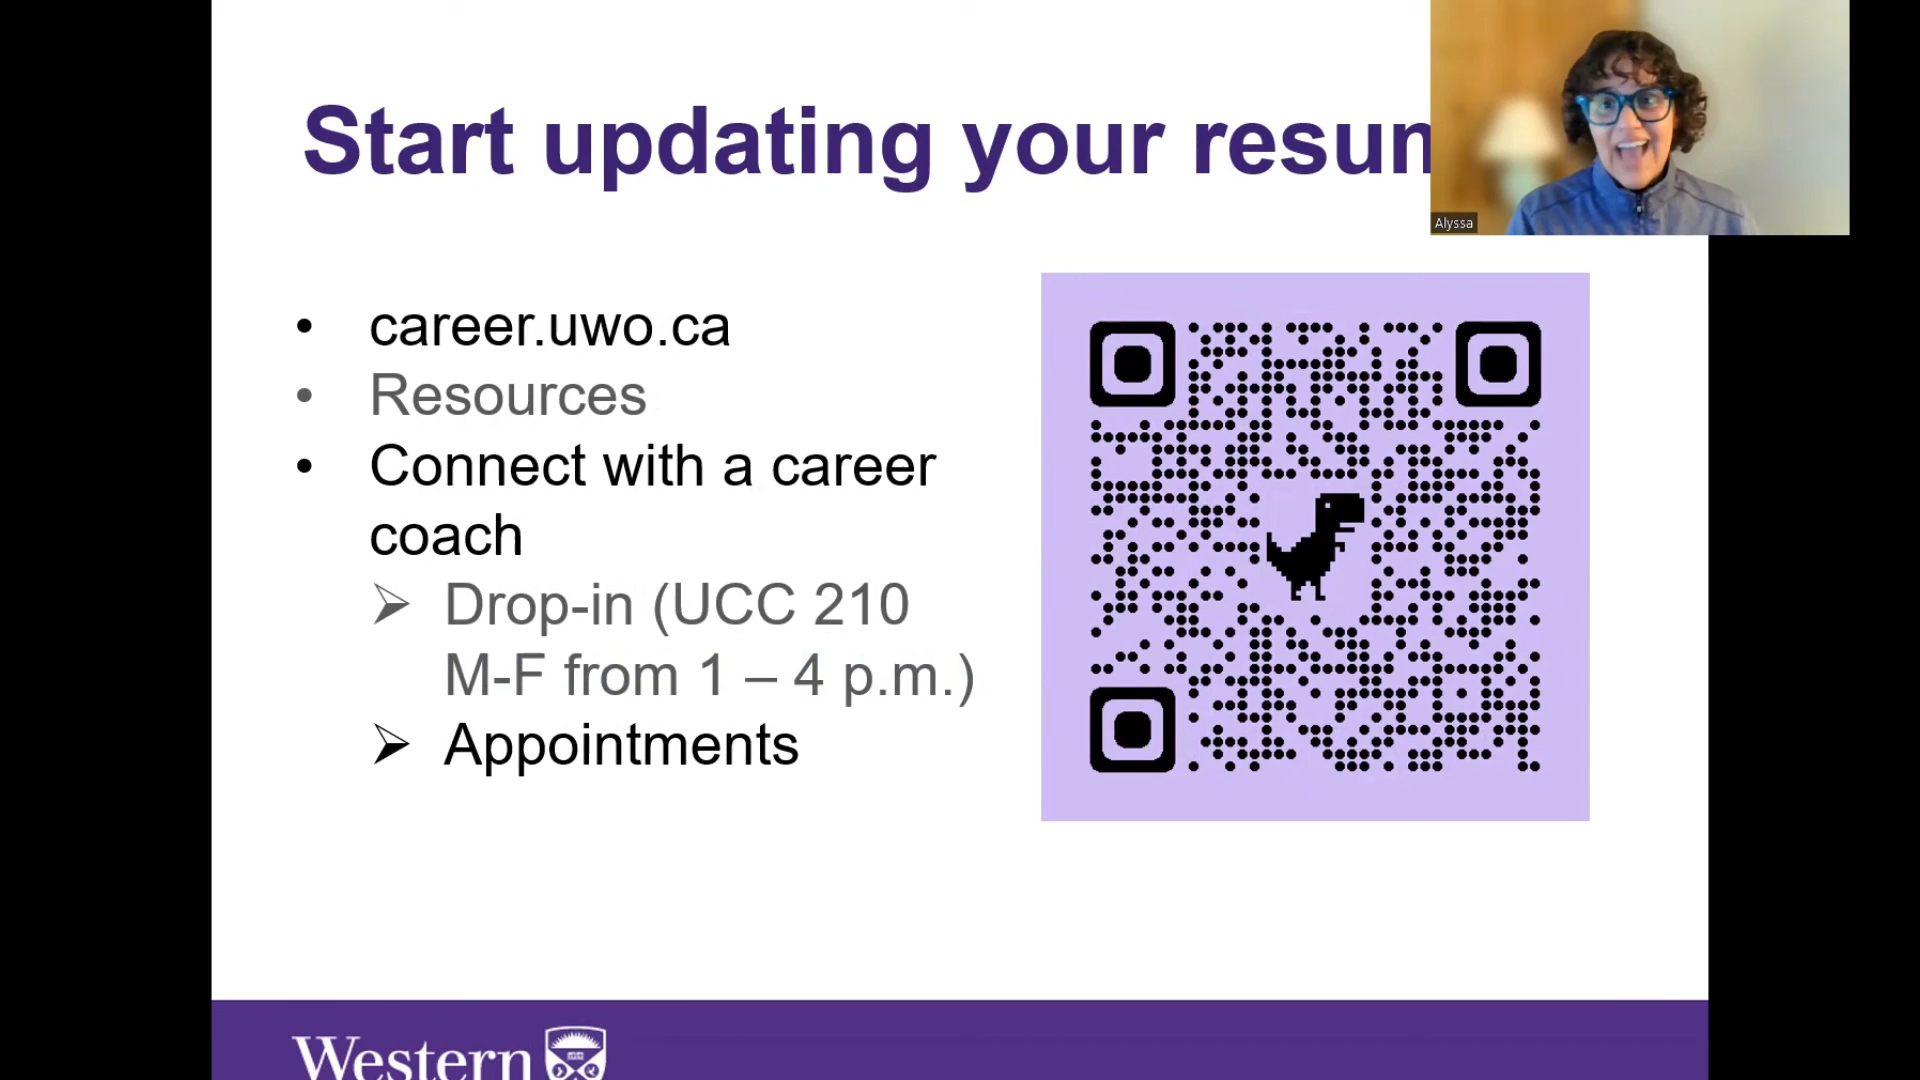 Start updating your resum
Alyssa
• career.uwo.ca
• Resources
• Connect with a career
coach
➢ Drop-in (UCC 210
M-F from 1 – 4 p.m.)
➢ Appointments
Western